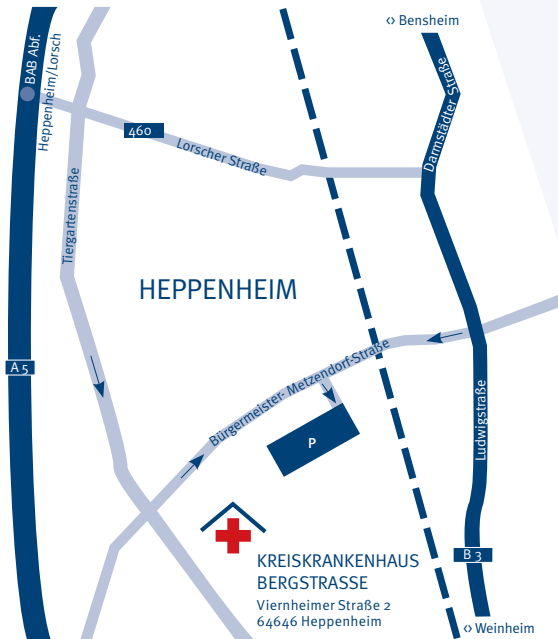 ‹› Bensheim
BAB Abf.
Heppenheim/Lorsch
Darmstädter Straße
460
Lorscher Straße
Tiergartenstraße
HEPPENHEIM
A 5
Bürgermeister- Metzendorf-Straße
Ludwigstraße
P
B 3
KREISKRANKENHAUS
BERGSTRASSE
Viernheimer Straße 2
64646 Heppenheim
‹› Weinheim